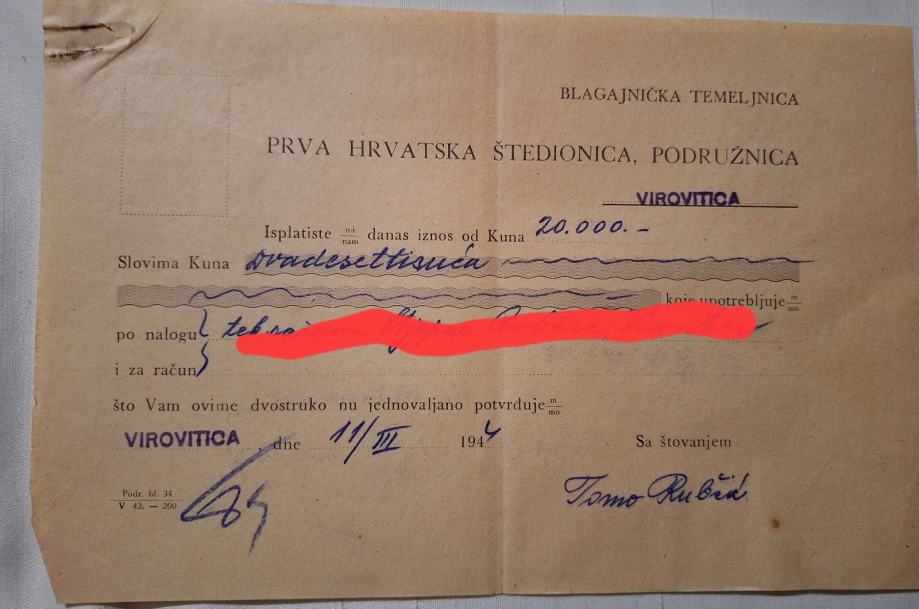 BLAGAJNIČKA TEMELJNICA
PRVA HRVATSKA ŠTEDIONICA, PODRUŽNICA
VIROVITICA
Isplatiste ni/nam danas iznos od Kuna 20.000.-
Slovima Kuna Dvadesettisuća
koje upotrebljuje m/mo
po nalogu
i za račun
što Vam ovime dvostruko nu jednovaljano potvrđuje m/mo
VIROVITICA, dne 11/III 1944
Sa štovanjem
Podr. bl. 34
V 42. — 200
Tomo Rubčić